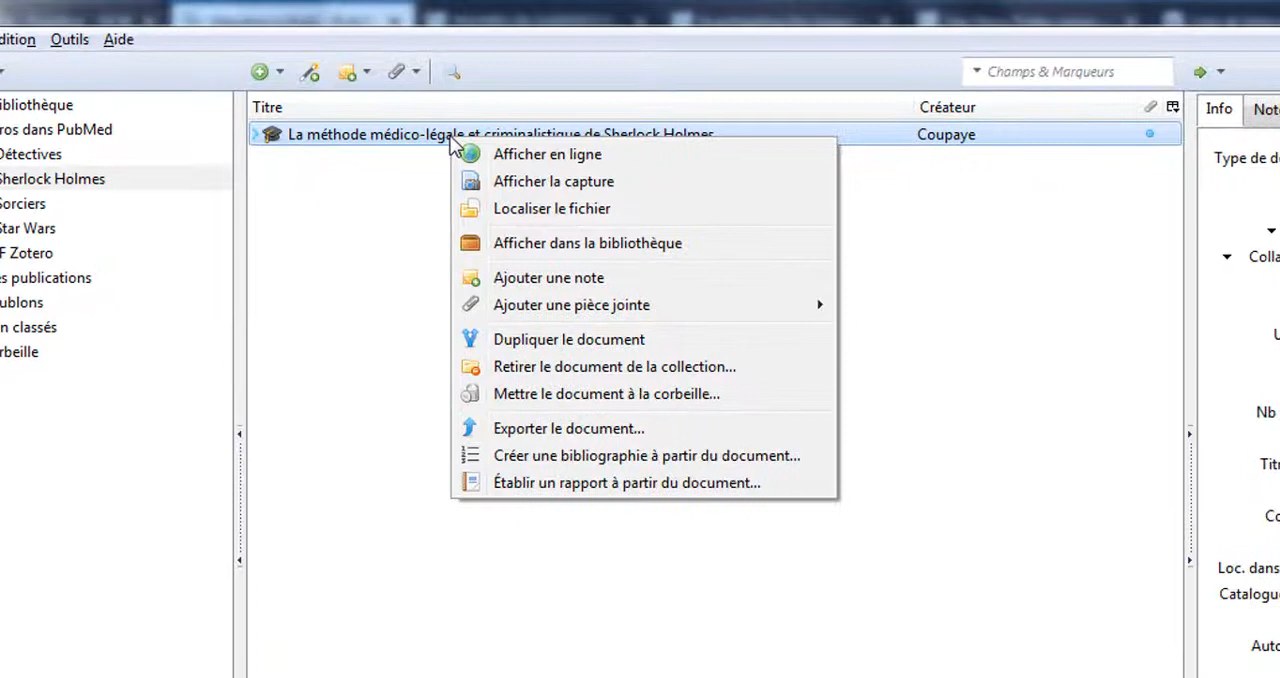 dition Outils Aide
Champs & Marqueurs
ibliothèque
ros dans PubMed
Détectives
Sherlock Holmes
Sorciers
Star Wars
F Zotero
es publications
ublons
n classés
rbeille
Titre Créateur
La méthode médico-légale et criminalistique de Sherlock Holmes Coupaye
Afficher en ligne
Afficher la capture
Localiser le fichier
Afficher dans la bibliothèque
Ajouter une note
Ajouter une pièce jointe
Dupliquer le document
Retirer le document de la collection...
Mettre le document à la corbeille...
Exporter le document...
Créer une bibliographie à partir du document...
Établir un rapport à partir du document...
Info Not
Type de d
Colla
U
Nb
Titr
Co
Loc. dans
Catalogue
Auto